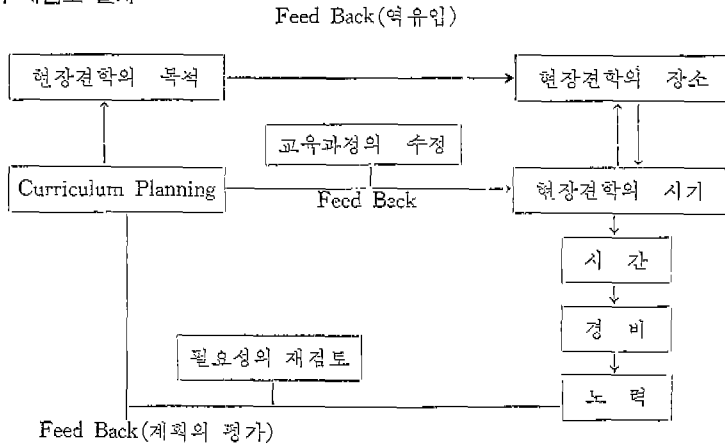 Feed Back(역유입)
현장견학의 목적
현장견학의 장소
교육과정의 수정
Curriculum Planning
Feed Back
현장견학의 시기
시 간
경 비
필요성의 재검토
노 력
Feed Back(계획의 평가)